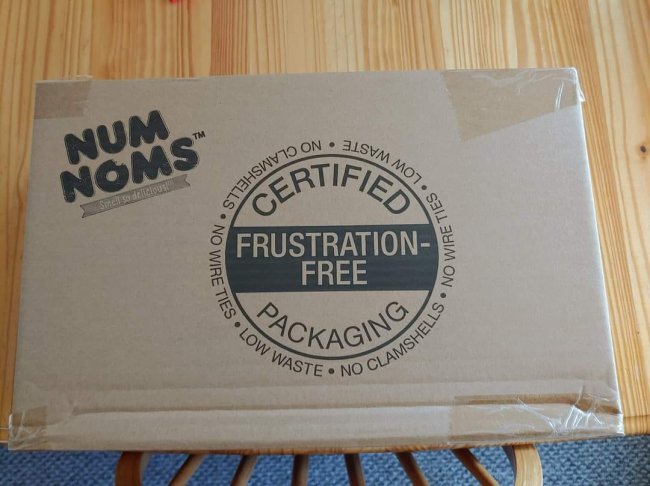 NUM
NOMS™
Smell so delicious!
CERTIFIED
FRUSTRATION-
FREE
PACKAGING
NO CLAMSHELLS • LOW WASTE • NO WIRE TIES • NO CLAMSHELLS • LOW WASTE • NO WIRE TIES •